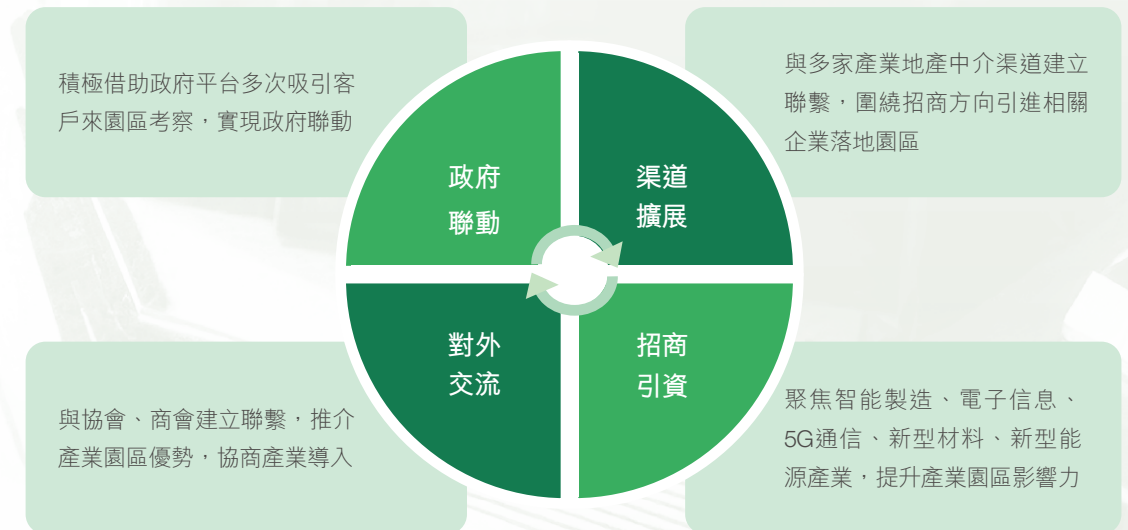 積極借助政府平台多次吸引客
戶來園區考察，實現政府聯動
與多家產業地產中介渠道建立
聯繫，圍繞招商方向引進相關
企業落地園區
政府
聯動
渠道
擴展
對外
交流
招商
引資
與協會、商會建立聯繫，推介
產業園區優勢，協商產業導入
聚焦智能製造、電子信息、
5G通信、新型材料、新型能
源產業，提升產業園區影響力